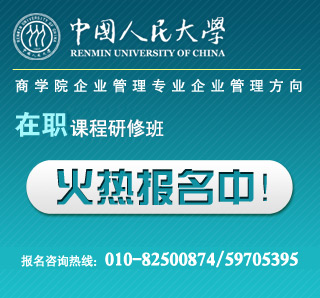 中国人民大学
RENMIN UNIVERSITY OF CHINA
商学院企业管理专业企业管理方向
在职课程研修班
火热报名中!
报名咨询热线: 010-82500874/59705395